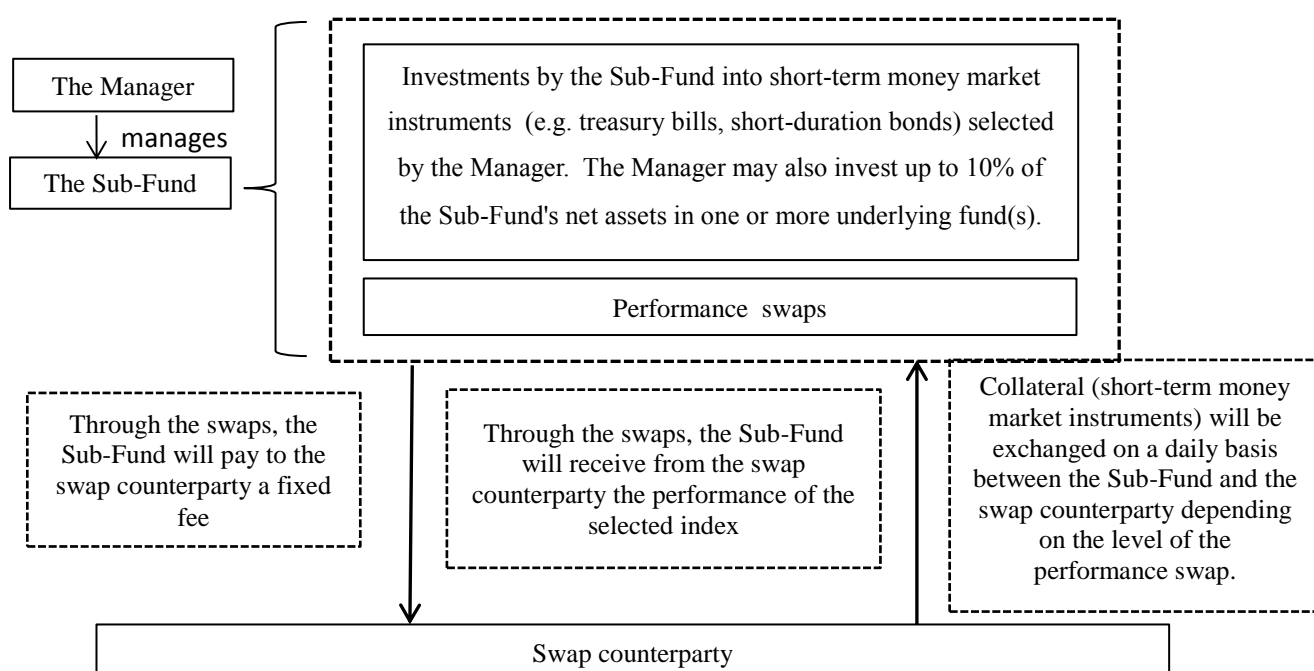 The Manager
manages
The Sub-Fund
Investments by the Sub-Fund into short-term money market
instruments (e.g. treasury bills, short-duration bonds) selected
by the Manager. The Manager may also invest up to 10% of
the Sub-Fund's net assets in one or more underlying fund(s).
Performance swaps
Through the swaps, the
Sub-Fund will pay to the
swap counterparty a fixed
fee
Through the swaps, the Sub-Fund
will receive from the swap
counterparty the performance of the
selected index
Collateral (short-term money
market instruments) will be
exchanged on a daily basis
between the Sub-Fund and the
swap counterparty depending
on the level of the
performance swap.
Swap counterparty